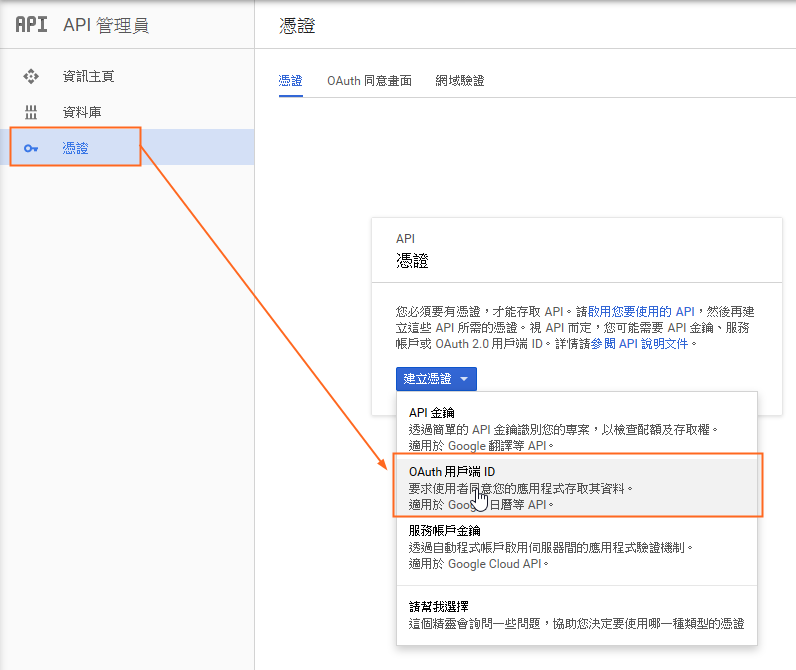 API API 管理員
憑證
資訊主頁
資料庫
憑證
憑證 OAuth 同意畫面 網域驗證
API
憑證
您必須要有憑證，才能存取 API。請啟用您要使用的 API，然後再建
立這些 API 所需的憑證。視 API 而定，您可能需要 API 金鑰、服務
帳戶或 OAuth 2.0 用戶端 ID。詳情請參閱 API 說明文件。
建立憑證
API 金鑰
透過簡單的 API 金鑰識別您的專案，以檢查配額及存取權。
適用於 Google 翻譯等 API。
OAuth 用戶端 ID
要求使用者同意您的應用程式存取其資料。
適用於 Google 日曆等 API。
服務帳戶金鑰
透過自動程式帳戶啟用伺服器間的應用程式驗證機制。
適用於 Google Cloud API。
請幫我選擇
這個精靈會詢問一些問題，協助您決定要使用哪一種類型的憑證